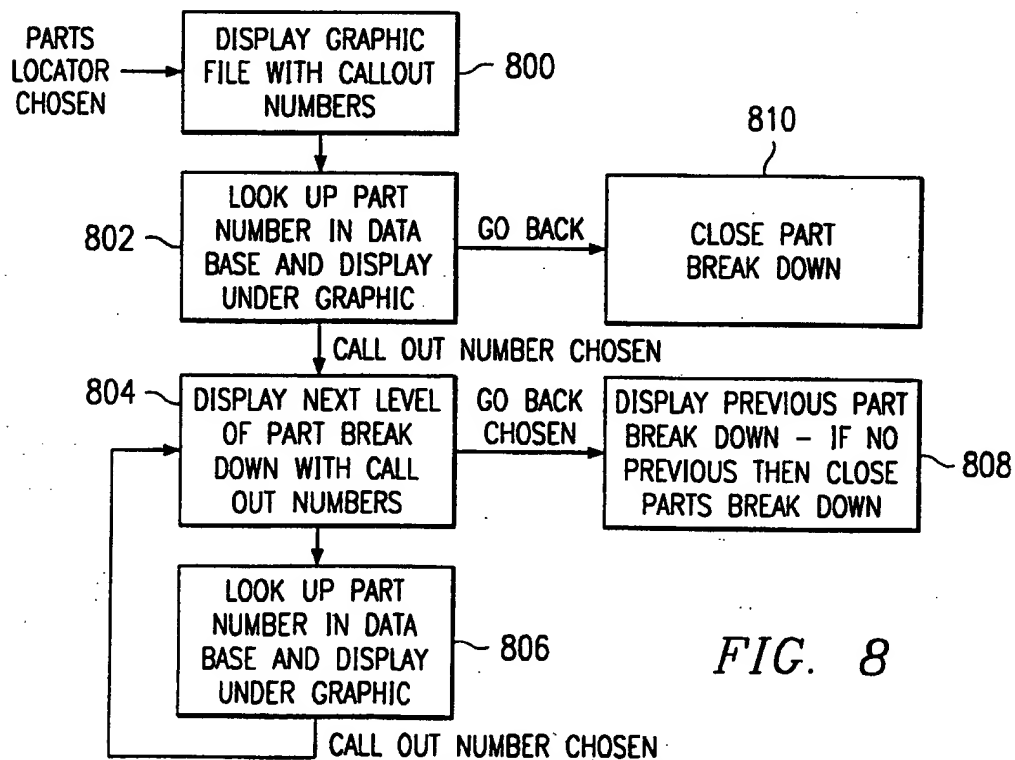 PARTS
LOCATOR
CHOSEN
DISPLAY GRAPHIC
FILE WITH CALLOUT
NUMBERS
800
810
802
LOOK UP PART
NUMBER IN DATA
BASE AND DISPLAY
UNDER GRAPHIC
GO BACK
CLOSE PART
BREAK DOWN
CALL OUT NUMBER CHOSEN
804
DISPLAY NEXT LEVEL
OF PART BREAK
DOWN WITH CALL
OUT NUMBERS
GO BACK
CHOSEN
DISPLAY PREVIOUS PART
BREAK DOWN – IF NO
PREVIOUS THEN CLOSE
PARTS BREAK DOWN
808
LOOK UP PART
NUMBER IN DATA
BASE AND DISPLAY
UNDER GRAPHIC
806
FIG. 8
CALL OUT NUMBER CHOSEN